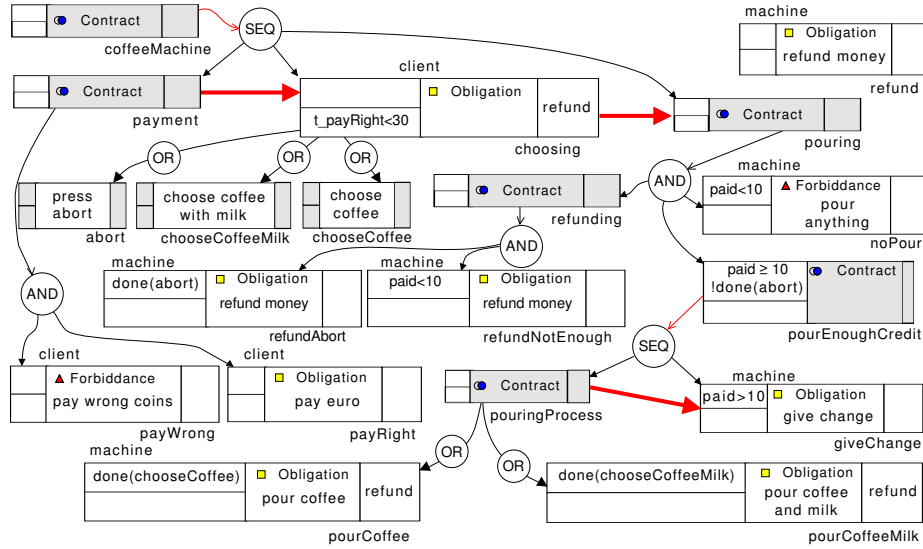 machine
Contract
coffeeMachine
SEQ
Obligation
refund money
refund
client
Contract
payment
Obligation
refund
t_payRight<30
choosing
Contract
pouring
OR
OR
OR
press
abort
abort
choose coffee
with milk
chooseCoffeeMilk
choose
coffee
chooseCoffee
Contract
refunding
AND
machine
paid<10
Forbiddance
pour
anything
noPour
AND
machine
done(abort)
Obligation
refund money
refundAbort
machine
paid<10
Obligation
refund money
refundNotEnough
paid ≥ 10
!done(abort)
Contract
pourEnoughCredit
AND
SEQ
client
Forbiddance
pay wrong coins
payWrong
client
Obligation
pay euro
payRight
Contract
pouringProcess
machine
paid>10
Obligation
give change
giveChange
OR
OR
machine
done(chooseCoffee)
Obligation
pour coffee
refund
pourCoffee
done(chooseCoffeeMilk)
Obligation
pour coffee
and milk
refund
pourCoffeeMilk